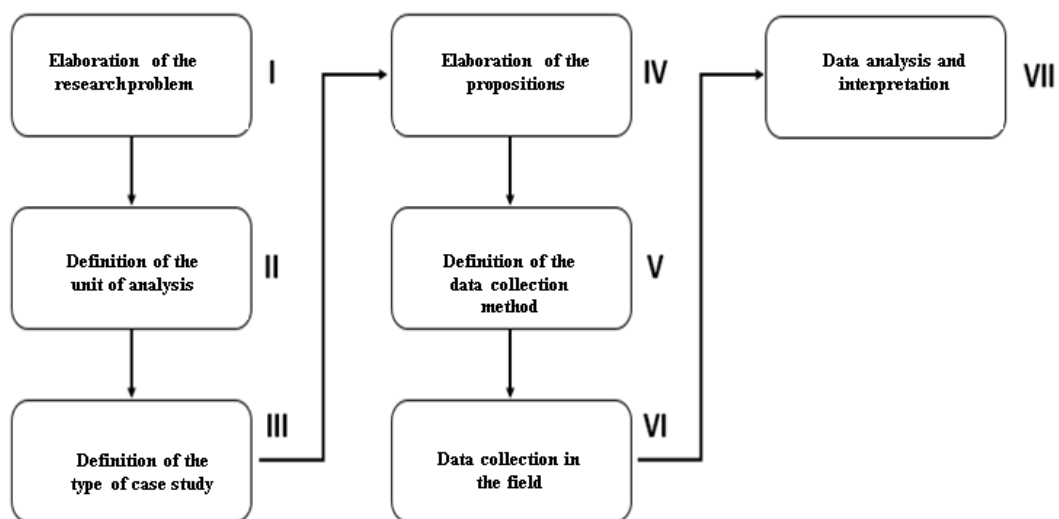 Elaboration of the
researchproblem
I
Definition of the
unit of analysis
II
Definition of the
type of case study
III
Elaboration of the
propositions
IV
Definition of the
data collection
method
V
Data collection in
the field
VI
Data analysis and
interpretation
VII